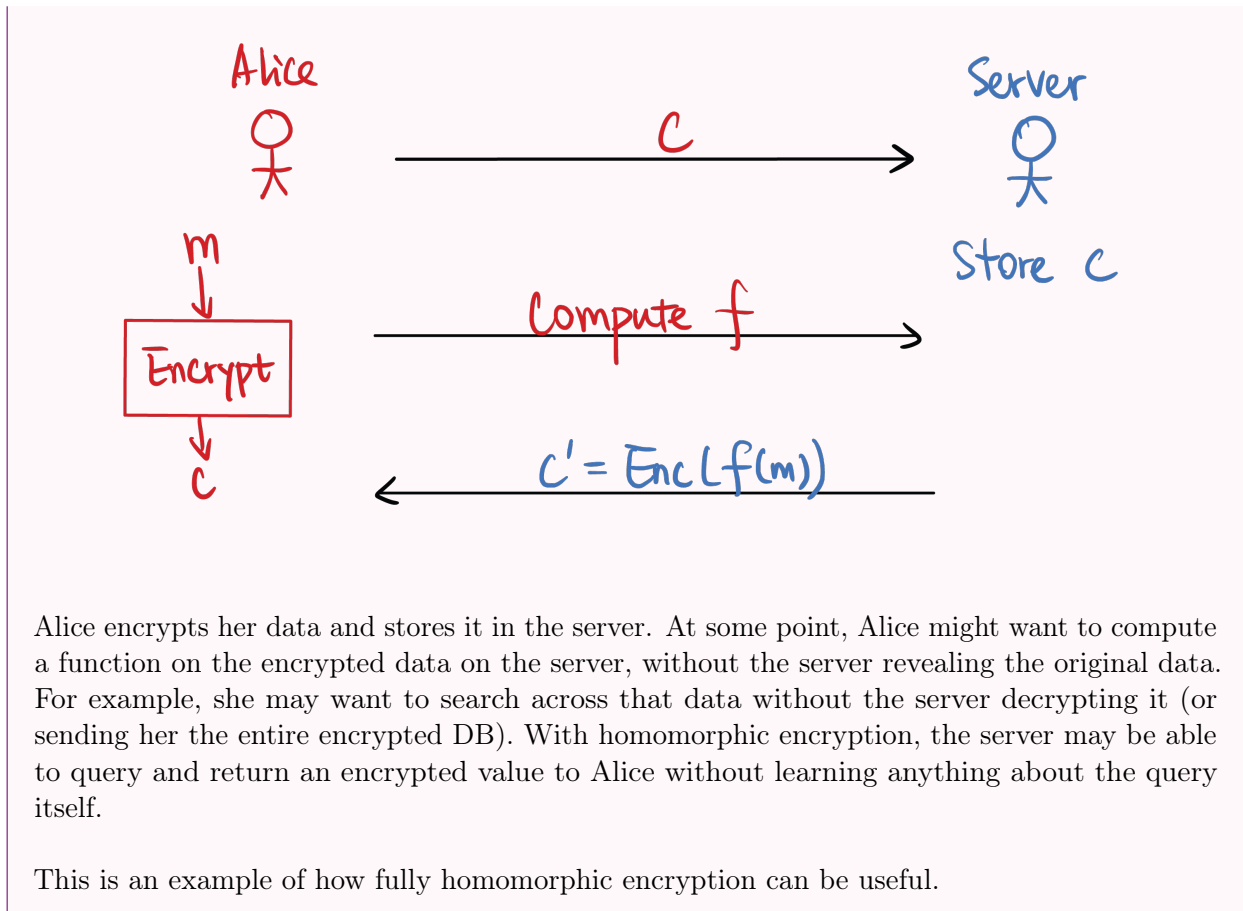 Alice
Server
C
m
Store C
Compute f
Encrypt
C' = Enc(f(m))
C
Alice encrypts her data and stores it in the server. At some point, Alice might want to compute
a function on the encrypted data on the server, without the server revealing the original data.
For example, she may want to search across that data without the server decrypting it (or
sending her the entire encrypted DB). With homomorphic encryption, the server may be able
to query and return an encrypted value to Alice without learning anything about the query
itself.
This is an example of how fully homomorphic encryption can be useful.